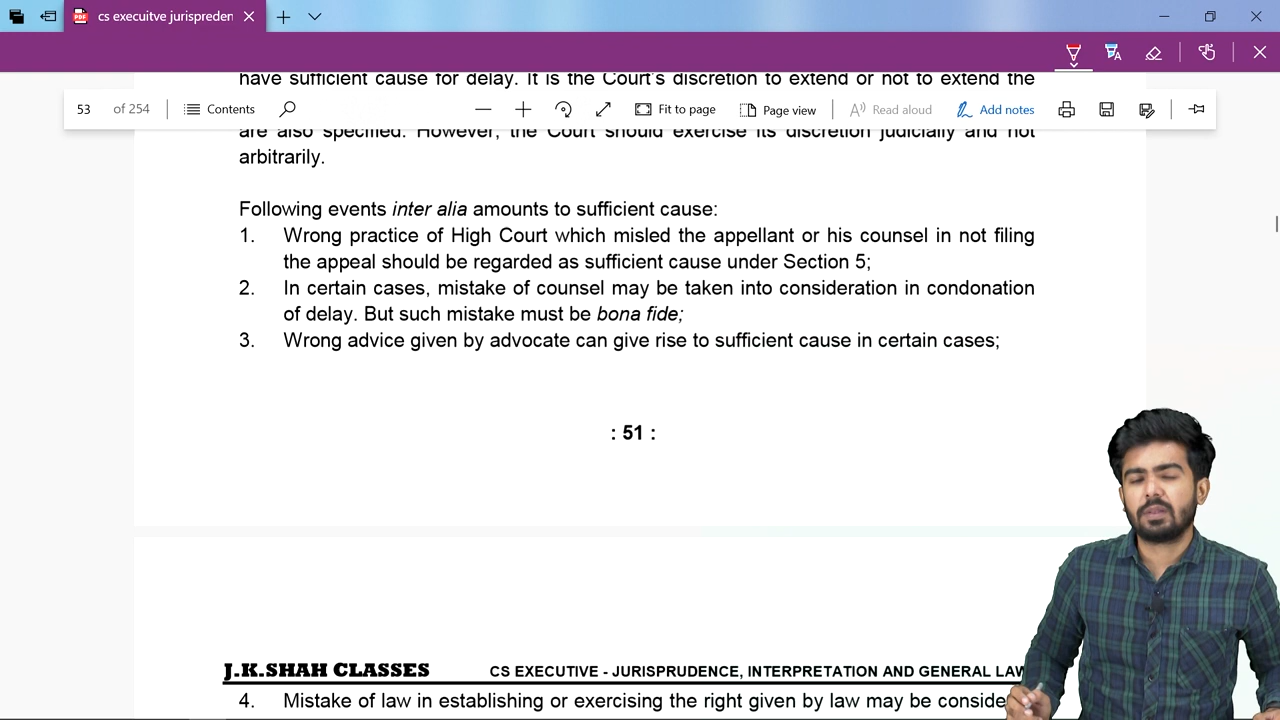 cs execuitve jurispreden
53 of 254 Contents Fit to page Page view Read aloud Add notes
have sufficient cause for delay. It is the Court's discretion to extend or not to extend the
are also specified. However, the Court should exercise its discretion judicially and not
arbitrarily.
Following events inter alia amounts to sufficient cause:
1. Wrong practice of High Court which misled the appellant or his counsel in not filing
the appeal should be regarded as sufficient cause under Section 5;
2. In certain cases, mistake of counsel may be taken into consideration in condonation
of delay. But such mistake must be bona fide;
3. Wrong advice given by advocate can give rise to sufficient cause in certain cases;
: 51 :
J.K.SHAH CLASSES CS EXECUTIVE - JURISPRUDENCE, INTERPRETATION AND GENERAL LAW
4. Mistake of law in establishing or exercising the right given by law may be conside